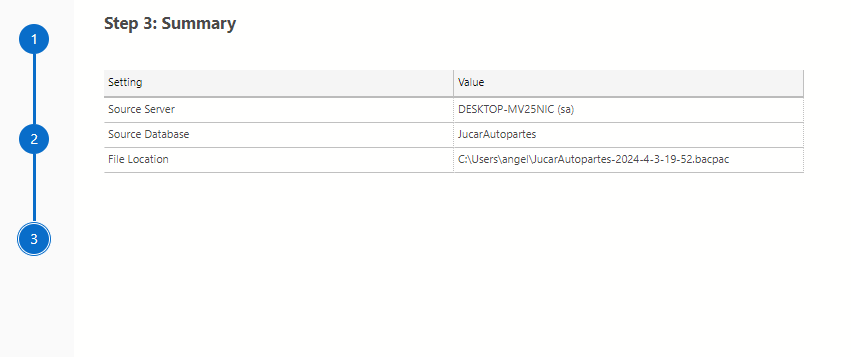 Step 3: Summary
1
Setting Value
Source Server DESKTOP-MV25NIC (sa)
2
Source Database JucarAutopartes
File Location C:\Users\angel\JucarAutopartes-2024-4-3-19-52.bacpac
3